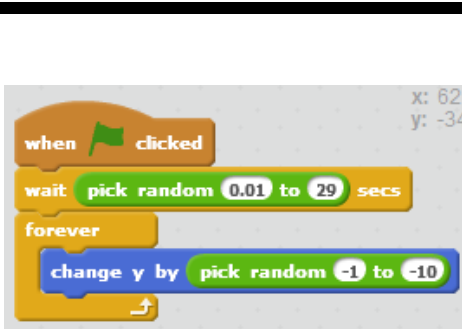 x: 62
y: -34
when clicked
wait pick random 0.01 to 29 secs
forever
change y by pick random -1 to -10